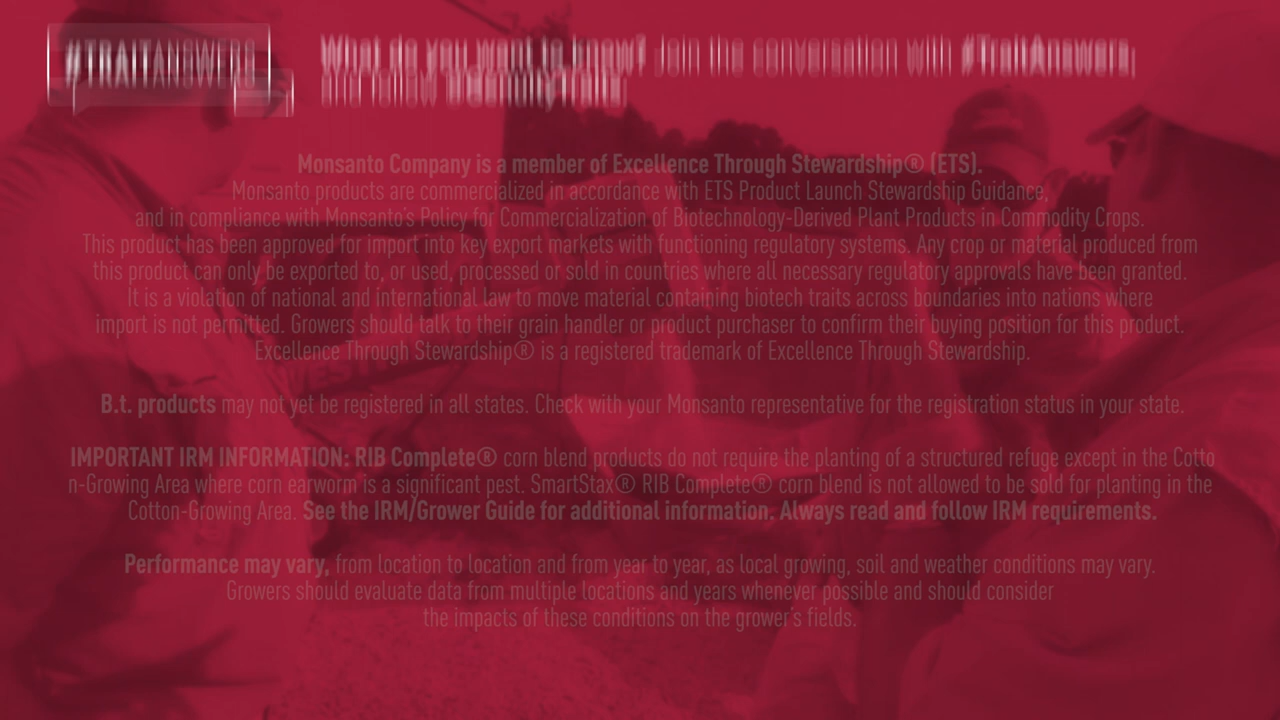 #TRAITANSWERS
What do you want to know? Join the conversation with #TraitAnswers,
and follow
Monsanto Company is a member of Excellence Through Stewardship® (ETS).
Monsanto products are commercialized in accordance with ETS Product Launch Stewardship Guidance,
and in compliance with Monsanto's Policy for Commercialization of Biotechnology-Derived Plant Products in Commodity Crops.
This product has been approved for import into key export markets with functioning regulatory systems. Any crop or material produced from
this product can only be exported to, or used, processed or sold in countries where all necessary regulatory approvals have been granted.
It is a violation of national and international law to move material containing biotech traits across boundaries into nations where
import is not permitted. Growers should talk to their grain handler or product purchaser to confirm their buying position for this product.
Excellence Through Stewardship® is a registered trademark of Excellence Through Stewardship.
B.t. products may not yet be registered in all states. Check with your Monsanto representative for the registration status in your state.
IMPORTANT IRM INFORMATION: RIB Complete® corn blend products do not require the planting of a structured refuge except in the Cotto
n-Growing Area where corn earworm is a significant pest. SmartStax® RIB Complete® corn blend is not allowed to be sold for planting in the
Cotton-Growing Area. See the IRM/Grower Guide for additional information. Always read and follow IRM requirements.
Performance may vary, from location to location and from year to year, as local growing, soil and weather conditions may vary.
Growers should evaluate data from multiple locations and years whenever possible and should consider
the impacts of these conditions on the grower's fields.